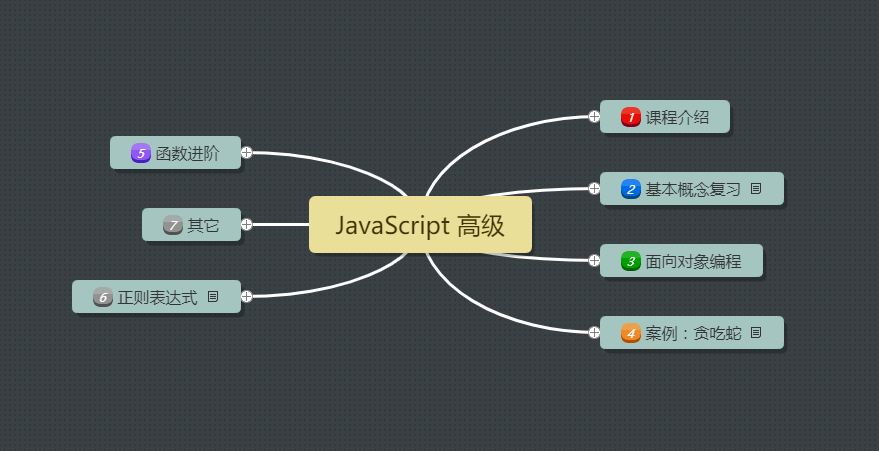 JavaScript 高级
1 课程介绍
2 基本概念复习
3 面向对象编程
4 案例：贪吃蛇
5 函数进阶
7 其它
6 正则表达式